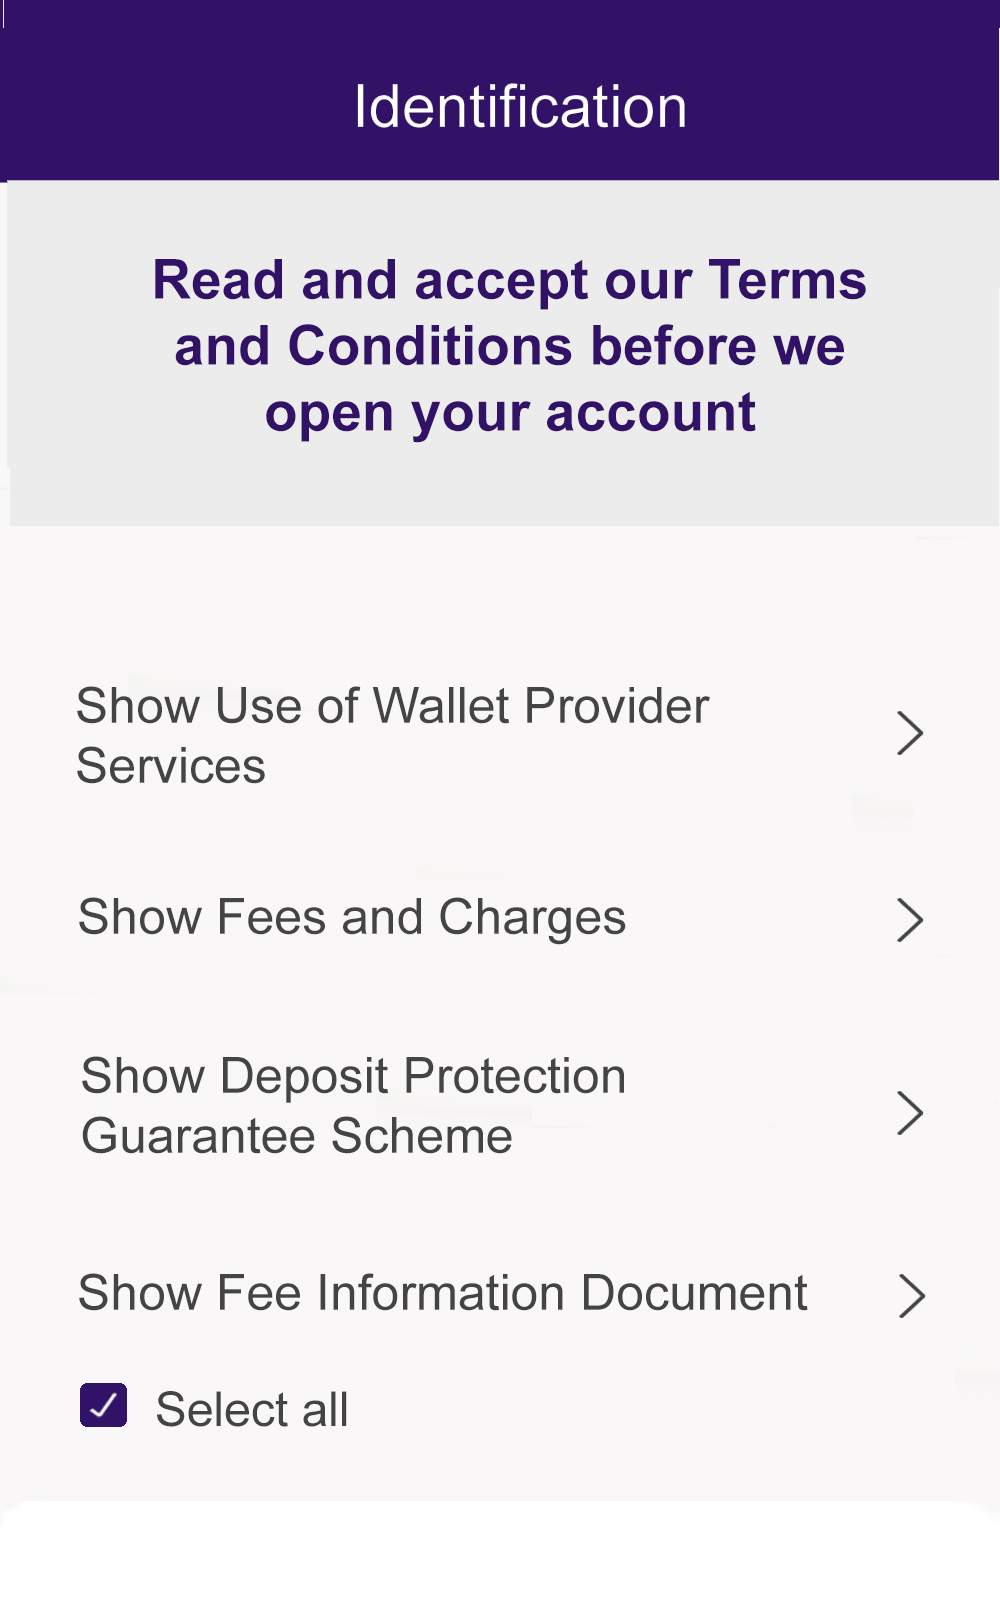 Identification
Read and accept our Terms
and Conditions before we
open your account
Show Use of Wallet Provider
Services
Show Fees and Charges
Show Deposit Protection
Guarantee Scheme
Show Fee Information Document
Select all